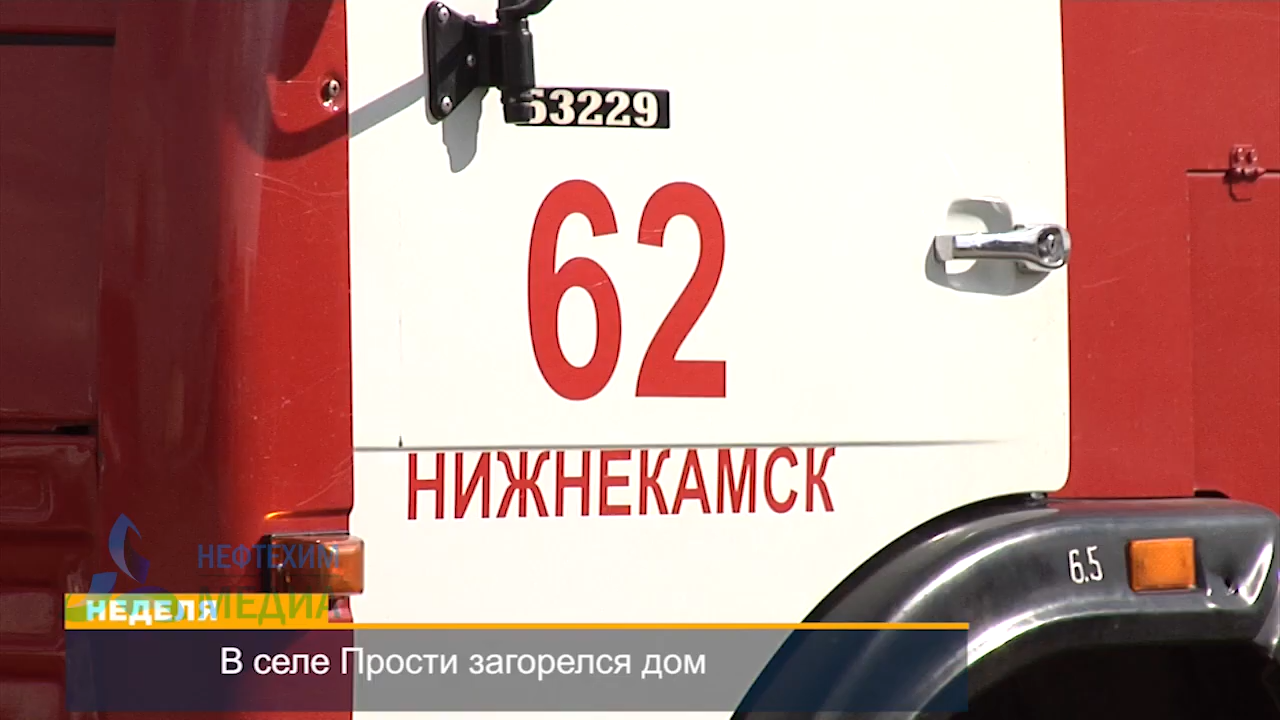 53229
62
НИЖНЕКАМСК
6.5
НЕФТЕХИМ
МЕДИА
НЕДЕЛЯ
В селе Прости загорелся дом